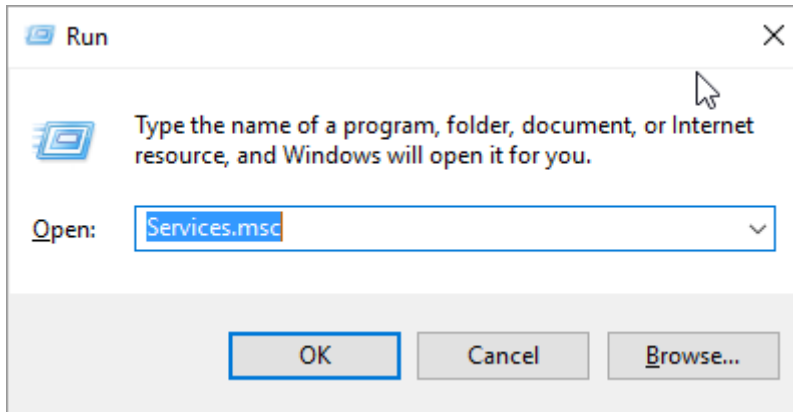 Run
Type the name of a program, folder, document, or Internet
resource, and Windows will open it for you.
Open: Services.msc
OK Cancel Browse...